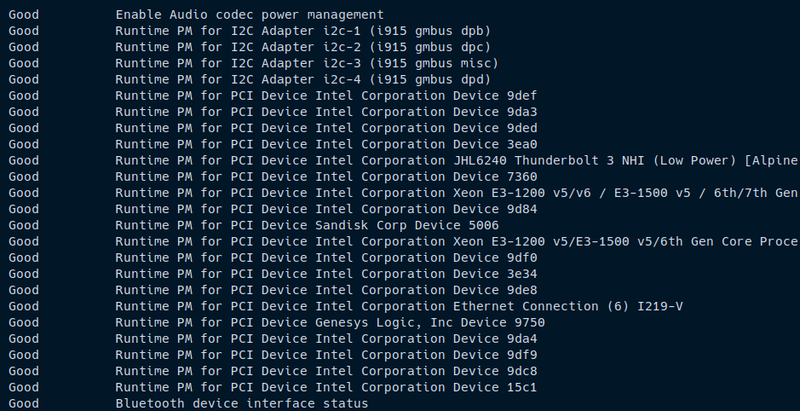 Good Enable Audio codec power management
Good Runtime PM for I2C Adapter i2c-1 (i915 gmbus dpb)
Good Runtime PM for I2C Adapter i2c-2 (i915 gmbus dpc)
Good Runtime PM for I2C Adapter i2c-3 (i915 gmbus misc)
Good Runtime PM for I2C Adapter i2c-4 (i915 gmbus dpd)
Good Runtime PM for PCI Device Intel Corporation Device 9def
Good Runtime PM for PCI Device Intel Corporation Device 9da3
Good Runtime PM for PCI Device Intel Corporation Device 9ded
Good Runtime PM for PCI Device Intel Corporation Device 3ea0
Good Runtime PM for PCI Device Intel Corporation JHL6240 Thunderbolt 3 NHI (Low Power) [Alpine
Good Runtime PM for PCI Device Intel Corporation Device 7360
Good Runtime PM for PCI Device Intel Corporation Xeon E3-1200 v5/v6 / E3-1500 v5 / 6th/7th Gen
Good Runtime PM for PCI Device Intel Corporation Device 9d84
Good Runtime PM for PCI Device Sandisk Corp Device 5006
Good Runtime PM for PCI Device Intel Corporation Xeon E3-1200 v5/E3-1500 v5/6th Gen Core Proce
Good Runtime PM for PCI Device Intel Corporation Device 9df0
Good Runtime PM for PCI Device Intel Corporation Device 3e34
Good Runtime PM for PCI Device Intel Corporation Device 9de8
Good Runtime PM for PCI Device Intel Corporation Ethernet Connection (6) I219-V
Good Runtime PM for PCI Device Genesys Logic, Inc Device 9750
Good Runtime PM for PCI Device Intel Corporation Device 9da4
Good Runtime PM for PCI Device Intel Corporation Device 9df9
Good Runtime PM for PCI Device Intel Corporation Device 9dc8
Good Runtime PM for PCI Device Intel Corporation Device 15c1
Good Bluetooth device interface status